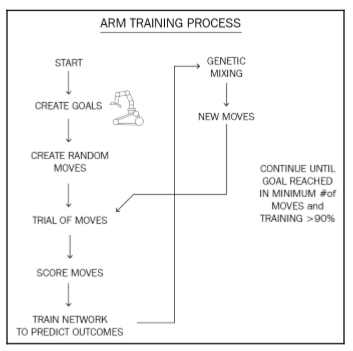 ARM TRAINING PROCESS
START
CREATE GOALS
CREATE RANDOM
MOVES
TRIAL OF MOVES
SCORE MOVES
TRAIN NETWORK
TO PREDICT OUTCOMES
GENETIC
MIXING
NEW MOVES
CONTINUE UNTIL
GOAL REACHED
IN MINIMUM #of
MOVES and
TRAINING >90%